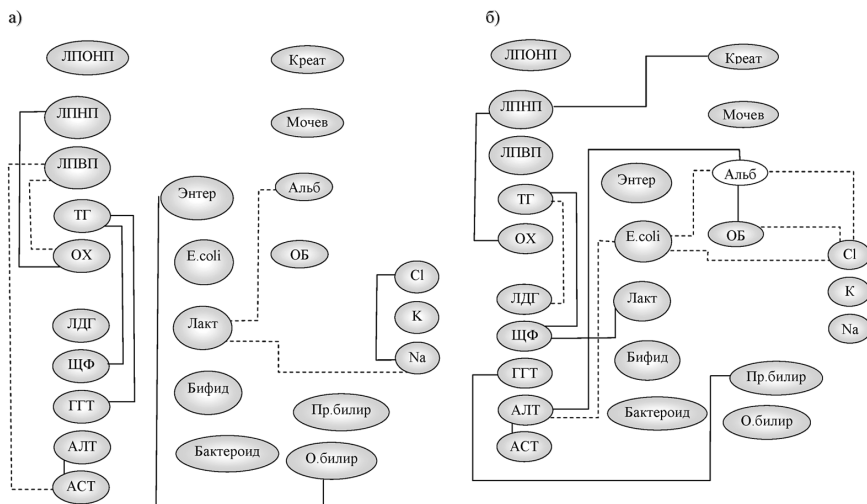 а)
ЛПОНП
Креат
ЛПНП
Мочев
ЛПВП
Энтер
Альб
ТГ
E.coli
ОБ
ОХ
Cl
Лакт
K
ЛДГ
Na
ЩФ
Бифид
ГГТ
Пр.билир
АЛТ
Бактероид
О.билир
АСТ
б)
ЛПОНП
Креат
ЛПНП
Мочев
ЛПВП
Энтер
Альб
ТГ
E.coli
ОБ
ОХ
Cl
ЛДГ
Лакт
К
ЩФ
Na
Бифид
ГГТ
Пр.билир
АЛТ
Бактероид
О.билир
АСТ